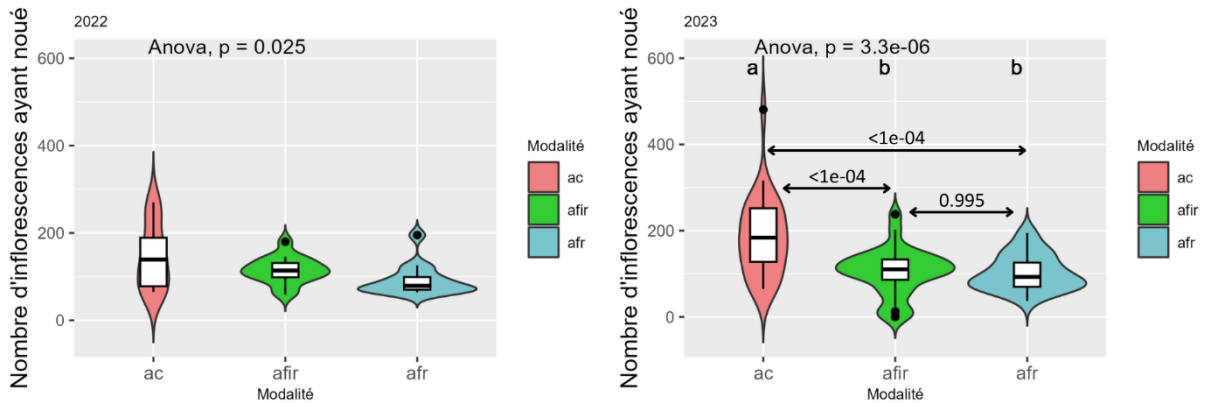 2022
Anova, p = 0.025
Nombre d'inflorescences ayant noué
600
400
200
0
ac
afir
afr
Modalité
Modalité
ac
afir
afr
2023
Anova, p = 3.3e-06
a
b
b
<1e-04
<1e-04
0.995
Nombre d'inflorescences ayant noué
600
400
200
0
ac
afir
afr
Modalité
Modalité
ac
afir
afr